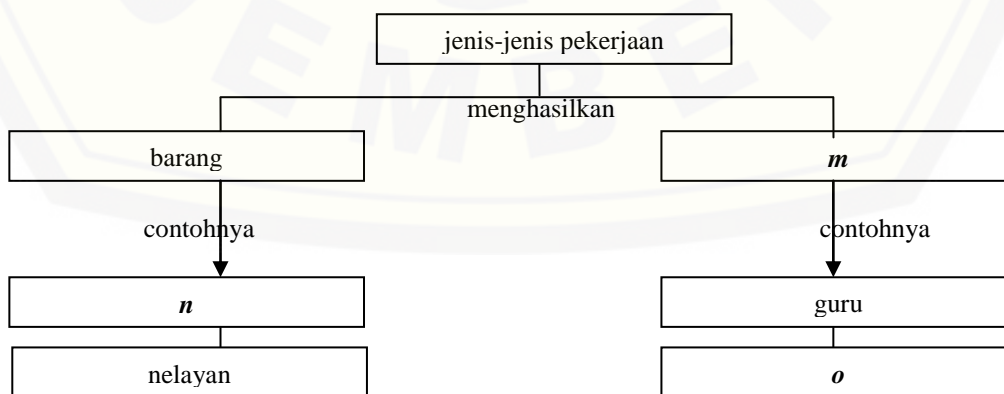 jenis-jenis pekerjaan
menghasilkan
barang
m
contohnya
contohnya
n
guru
nelayan
o